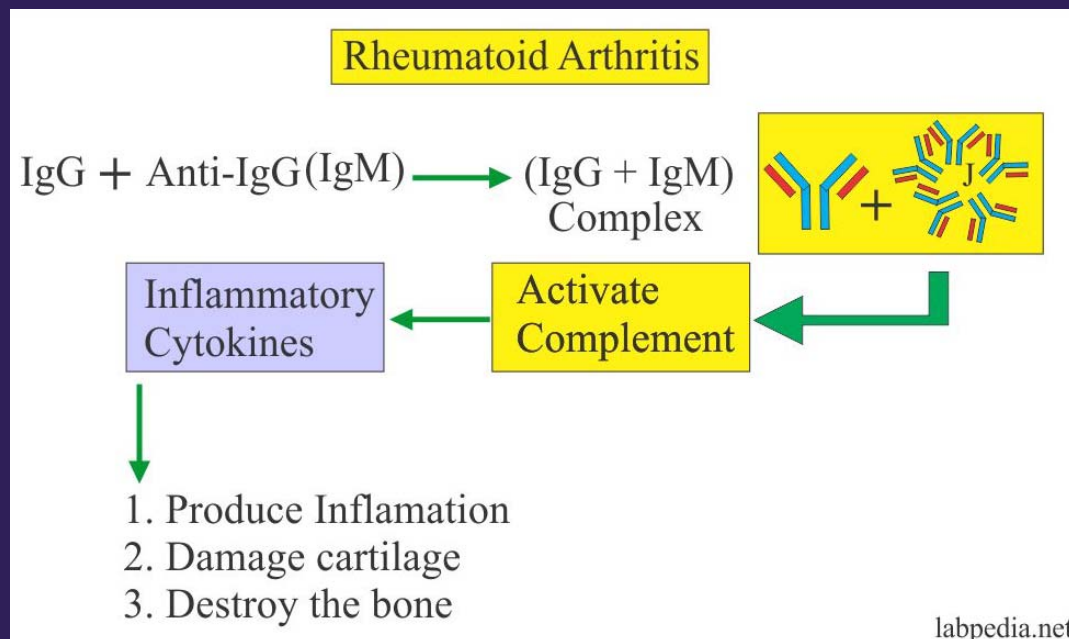 Rheumatoid Arthritis
IgG + Anti-IgG(IgM) (IgG + IgM)
Complex
+
J
Inflammatory
Cytokines
Activate
Complement
1. Produce Inflamation
2. Damage cartilage
3. Destroy the bone
labpedia.net